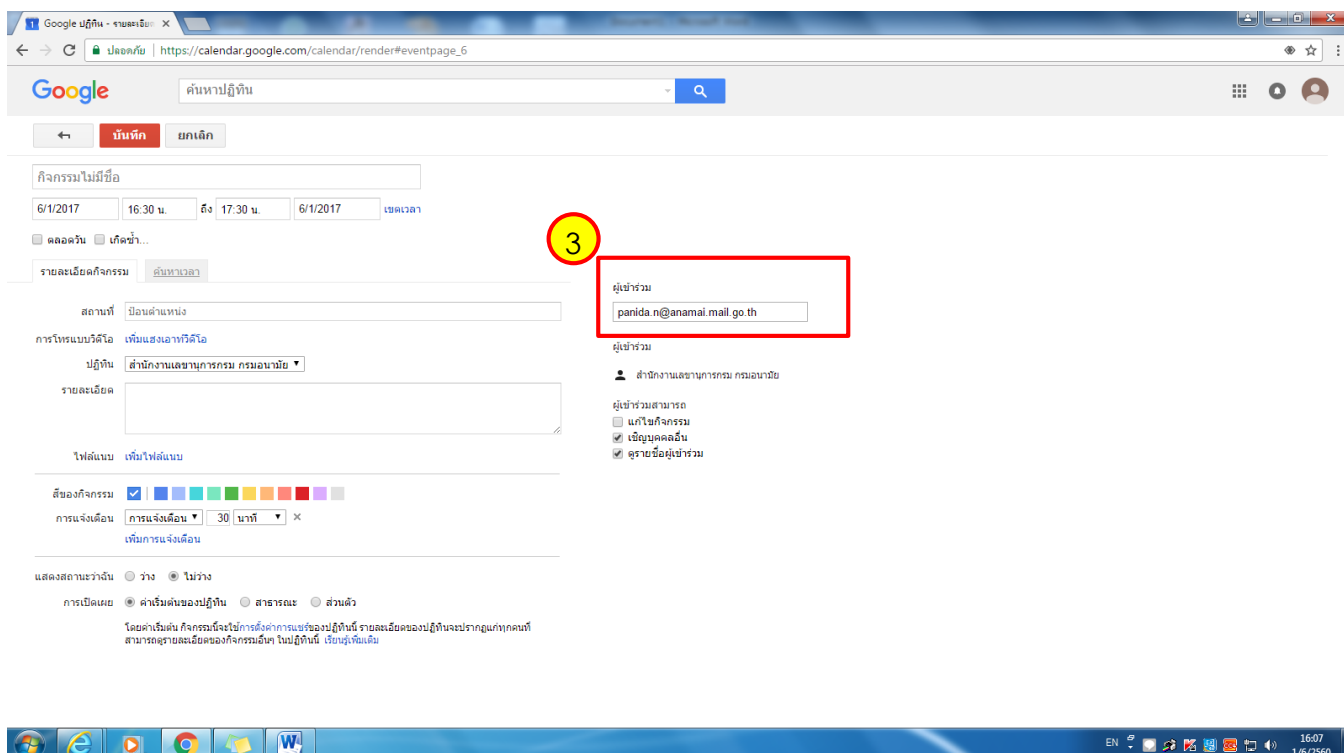 Google ปฏิทิน - รายละเอีย
ปลอดภัย | https://calendar.google.com/calendar/render#eventpage_6
Google
ค้นหาปฏิทิน
บันทึก ยกเลิก
กิจกรรมไม่มีชื่อ
6/1/2017 16:30 น. ถึง 17:30 น. 6/1/2017 เขตเวลา
ตลอดวัน เกิดซ้ำ...
3
รายละเอียดกิจกรรม ค้นหาเวลา
สถานที่ ป้อนตำแหน่ง
การโทรแบบวิดีโอ เพิ่มแฮงเอาท์วิดีโอ
ปฏิทิน สำนักงานเลขานุการกรม กรมอนามัย
รายละเอียด
ไฟล์แนบ เพิ่มไฟล์แนบ
สีของกิจกรรม
การแจ้งเตือน การแจ้งเตือน 30 นาที
เพิ่มการแจ้งเตือน
แสดงสถานะว่าฉัน ว่าง ไม่ว่าง
การเปิดเผย ค่าเริ่มต้นของปฏิทิน สาธารณะ ส่วนตัว
โดยค่าเริ่มต้น กิจกรรมนี้จะใช้การตั้งค่าการแชร์ของปฏิทินนี้ รายละเอียดของปฏิทินจะปรากฏแก่ทุกคนที่
สามารถดูรายละเอียดของกิจกรรมอื่นๆ ในปฏิทินนี้ เรียนรู้เพิ่มเติม
ผู้เข้าร่วม
panida.n@anamai.mail.go.th
ผู้เข้าร่วม
สำนักงานเลขานุการกรม กรมอนามัย
ผู้เข้าร่วมสามารถ
แก้ไขกิจกรรม
เชิญบุคคลอื่น
ดูรายชื่อผู้เข้าร่วม
EN
16:07
1/6/2560